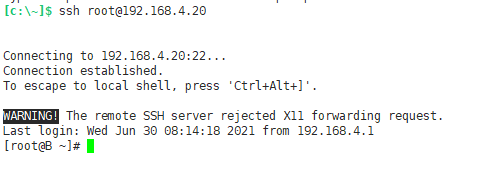 [c:\~]$ ssh root@192.168.4.20
Connecting to 192.168.4.20:22...
Connection established.
To escape to local shell, press 'Ctrl+Alt+]'.
WARNING! The remote SSH server rejected X11 forwarding request.
Last login: Wed Jun 30 08:14:18 2021 from 192.168.4.1
[root@B ~]#